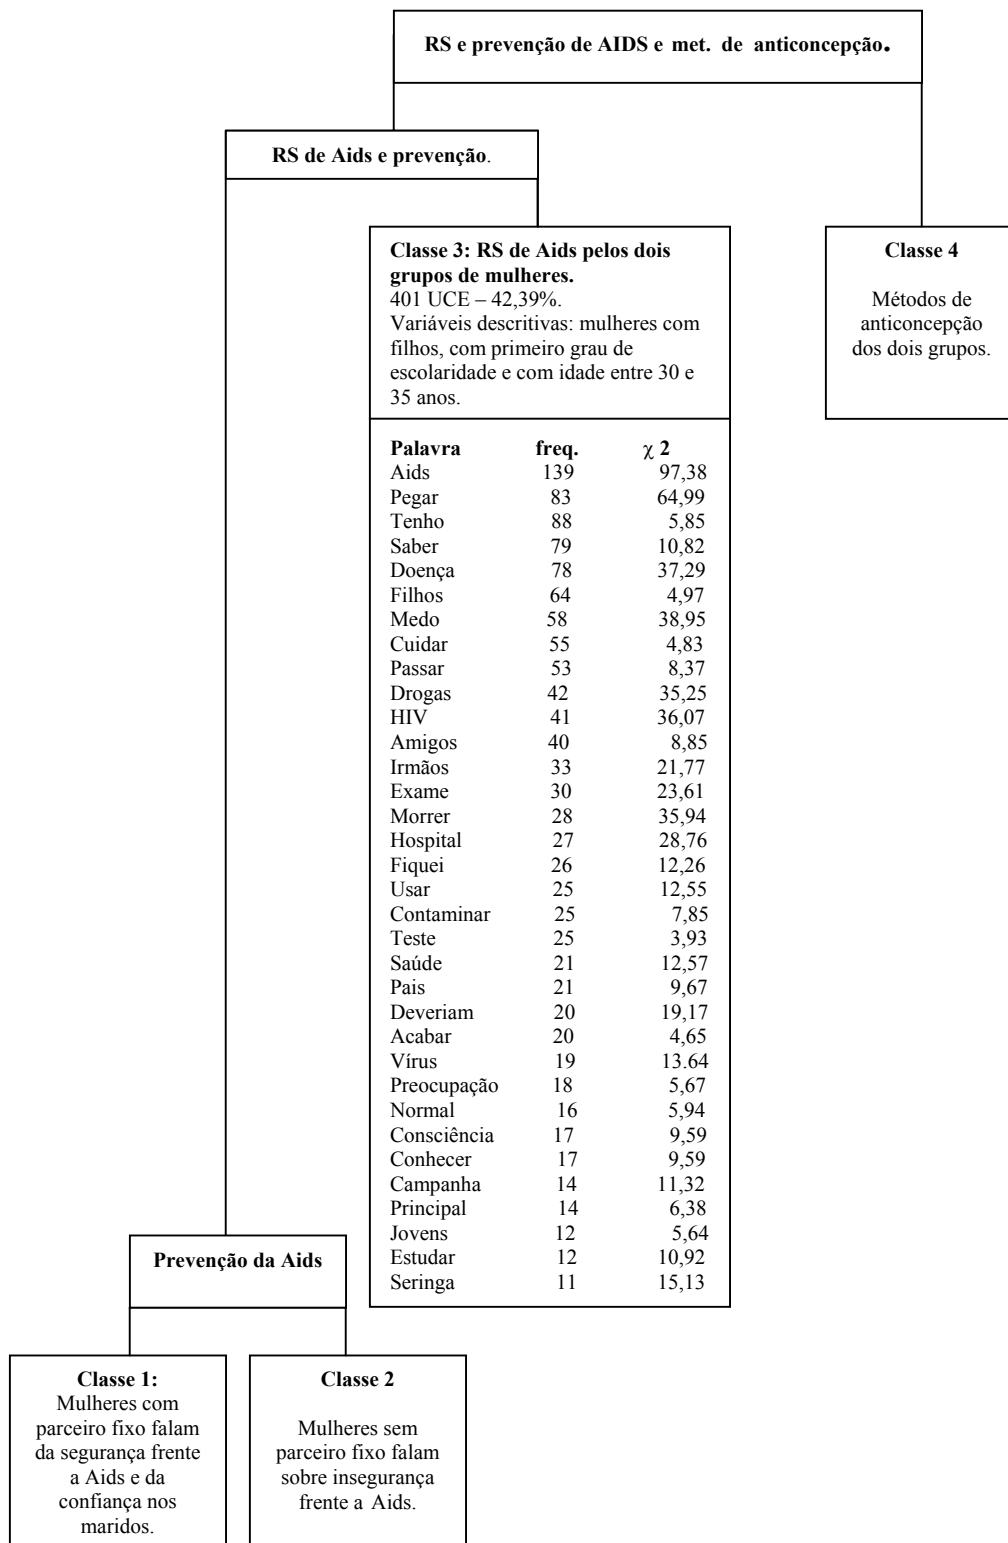 RS e prevenção de AIDS e met. de anticoncepção.
RS de Aids e prevenção.
Classe 3: RS de Aids pelos dois
grupos de mulheres.
401 UCE – 42,39%.
Variáveis descritivas: mulheres com
filhos, com primeiro grau de
escolaridade e com idade entre 30 e
35 anos.
Classe 4
Métodos de
anticoncepção
dos dois grupos.
Palavra freq. χ 2
Aids 139 97,38
Pegar 83 64,99
Tenho 88 5,85
Saber 79 10,82
Doença 78 37,29
Filhos 64 4,97
Medo 58 38,95
Cuidar 55 4,83
Passar 53 8,37
Drogas 42 35,25
HIV 41 36,07
Amigos 40 8,85
Irmãos 33 21,77
Exame 30 23,61
Morrer 28 35,94
Hospital 27 28,76
Fiquei 26 12,26
Usar 25 12,55
Contaminar 25 7,85
Teste 25 3,93
Saúde 21 12,57
Pais 21 9,67
Deveriam 20 19,17
Acabar 20 4,65
Vírus 19 13.64
Preocupação 18 5,67
Normal 16 5,94
Consciência 17 9,59
Conhecer 17 9,59
Campanha 14 11,32
Principal 14 6,38
Jovens 12 5,64
Estudar 12 10,92
Seringa 11 15,13
Prevenção da Aids
Classe 1:
Mulheres com
parceiro fixo falam
da segurança frente
a Aids e da
confiança nos
maridos.
Classe 2
Mulheres sem
parceiro fixo falam
sobre insegurança
frente a Aids.